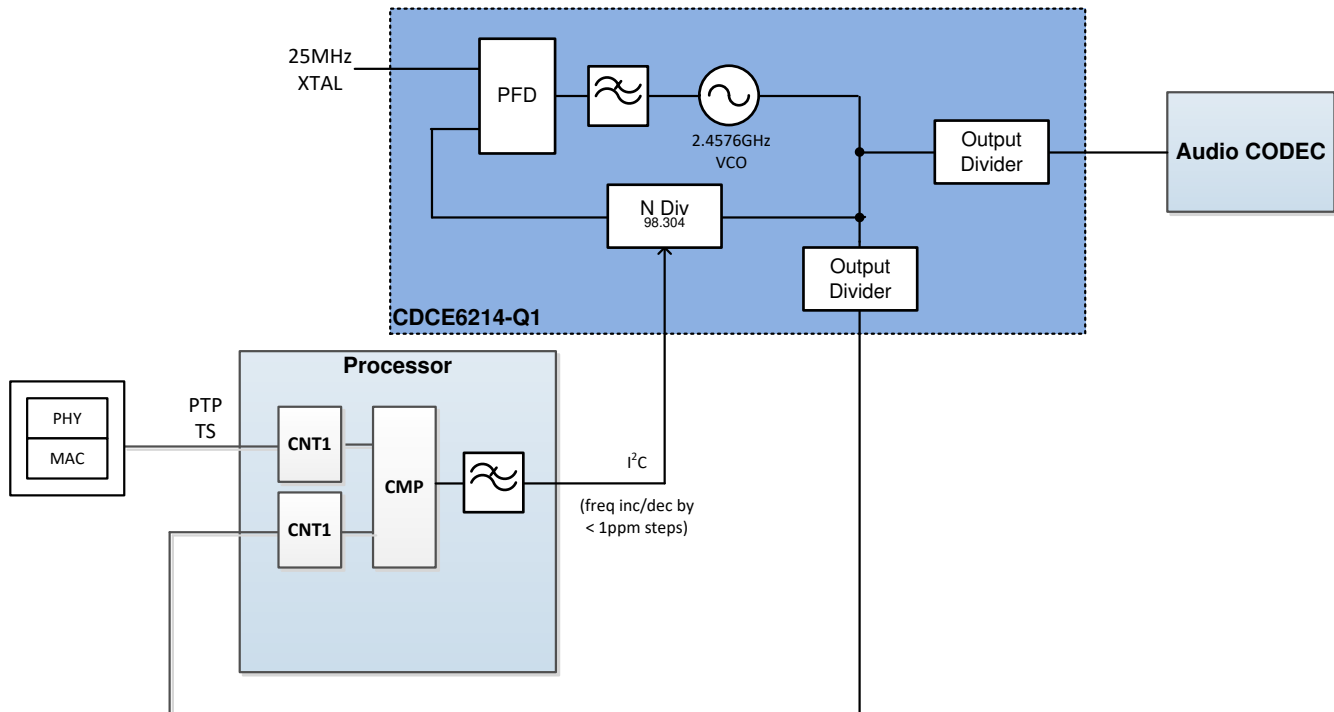 25MHz
XTAL
PFD
2.4576GHz
VCO
Output
Divider
Audio CODEC
N Div
98.304
Output
Divider
CDCE6214-Q1
Processor
PHY
MAC
PTP
TS
CNT1
CMP
CNT1
I²C
(freq inc/dec by
< 1ppm steps)